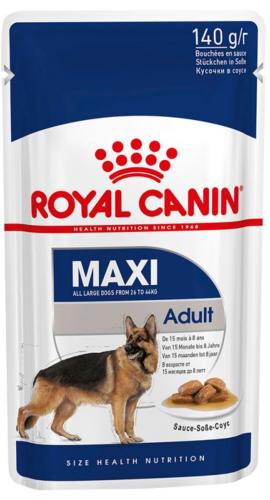 140 g/г
Bouchées en sauce
Stückchen in Soße
Кусочки в соусе
ROYAL CANIN
HEALTH NUTRITION SINCE 1968
MAXI
ALL LARGE DOGS FROM 26 TO 44KG
Adult
De 15 mois à 8 ans
Von 15 Monate bis 8 Jahre
Van 15 maanden tot 8 jaar
В возрасте от
15 месяцев до 8 лет
Sauce-Soße-Соус
SIZE HEALTH NUTRITION